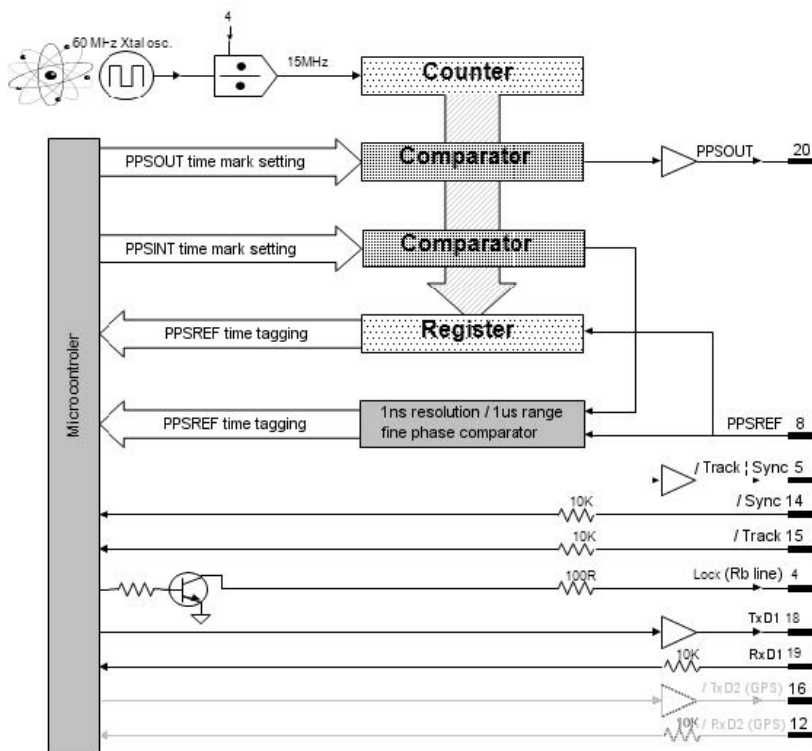 4
60 MHz Xtal osc.
15MHz
Counter
PPSOUT time mark setting
Comparator
PPSOUT
20
PPSINT time mark setting
Comparator
PPSREF time tagging
Register
Microcontroler
PPSREF time tagging
1ns resolution / 1us range
fine phase comparator
PPSREF 8
/ Track ¦ Sync 5
10K
/ Sync 14
10K
/ Track 15
100R
Lock (Rb line) 4
TxD1 18
10K
RxD1 19
/ TxD2 (GPS) 16
10K
/ RxD2 (GPS) 12